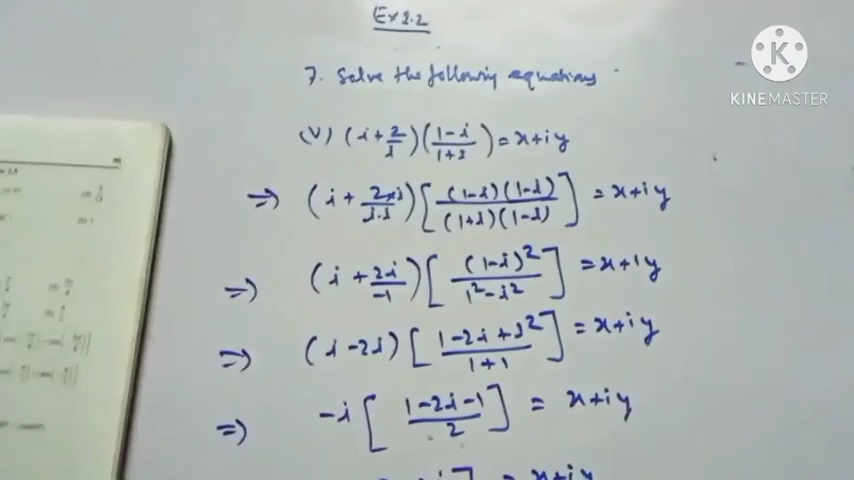 Ex 2.2
KINEMASTER
7. Solve the following equations
(V) (i + 2/i)((1-i)/(1+i)) = x+iy
⇒ (i + (2×i)/(i.i)) [((1-i)(1-i))/((1+i)(1-i))] = x+iy
⇒ (i + 2i/-1) [(1-i)²/(1²-i²)] = x+iy
⇒ (i - 2i) [(1-2i+i²)/(1+1)] = x+iy
⇒ -i [(1-2i-1)/2] = x+iy
= x+iy